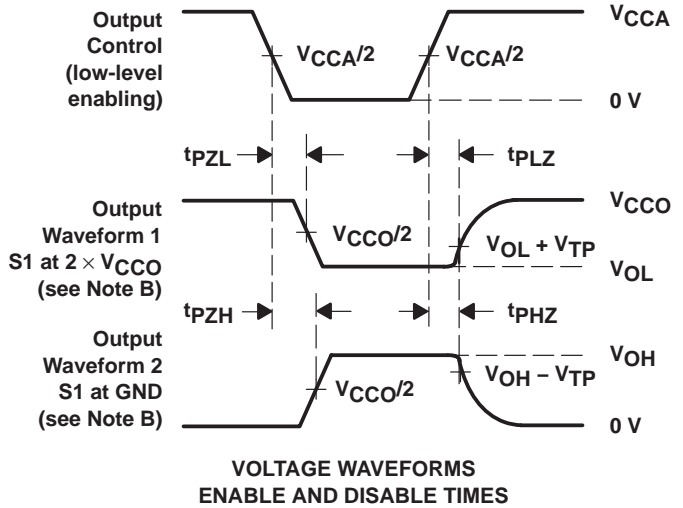 Output
Control
(low-level
enabling)
VCCA/2
VCCA/2
VCCA
0 V
tPZL
tPLZ
Output
Waveform 1
S1 at 2 × VCCO
(see Note B)
VCCO/2
VOL + VTP
VCCO
VOL
tPZH
tPHZ
Output
Waveform 2
S1 at GND
(see Note B)
VCCO/2
VOH − VTP
VOH
0 V
VOLTAGE WAVEFORMS
ENABLE AND DISABLE TIMES